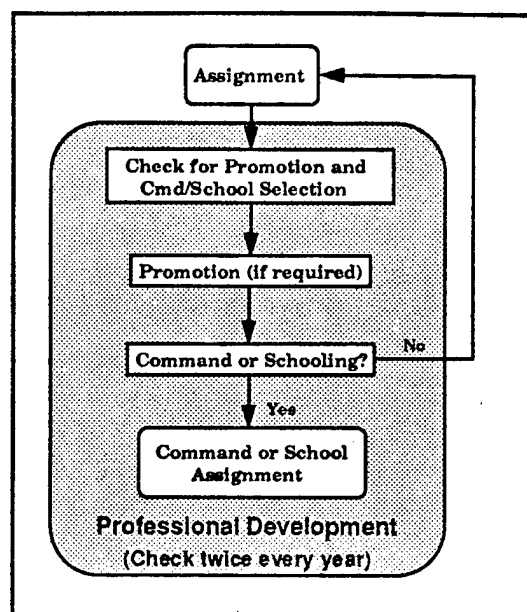 Assignment
Check for Promotion and
Cmd/School Selection
Promotion (if required)
Command or Schooling?
No
Yes
Command or School
Assignment
Professional Development
(Check twice every year)